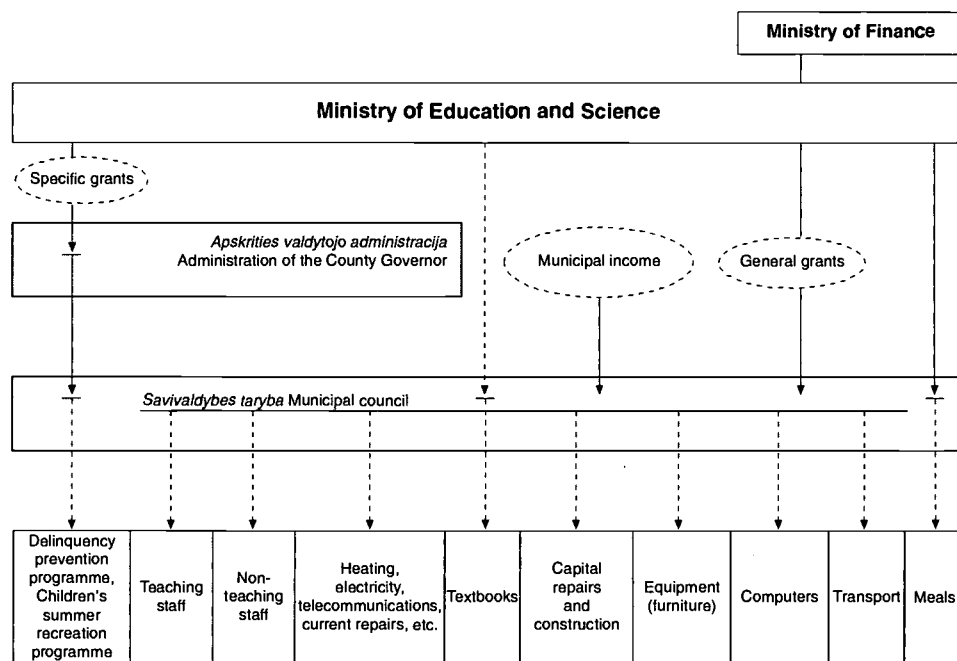 Ministry of Finance
Ministry of Education and Science
Specific grants
Apskrities valdytojo administracija
Administration of the County Governor
Municipal income
General grants
Savivaldybes taryba Municipal council
Delinquency
prevention
programme,
Children's
summer
recreation
programme
Teaching
staff
Non-
teaching
staff
Heating,
electricity,
telecommunications,
current repairs, etc.
Textbooks
Capital
repairs
and
construction
Equipment
(furniture)
Computers
Transport
Meals